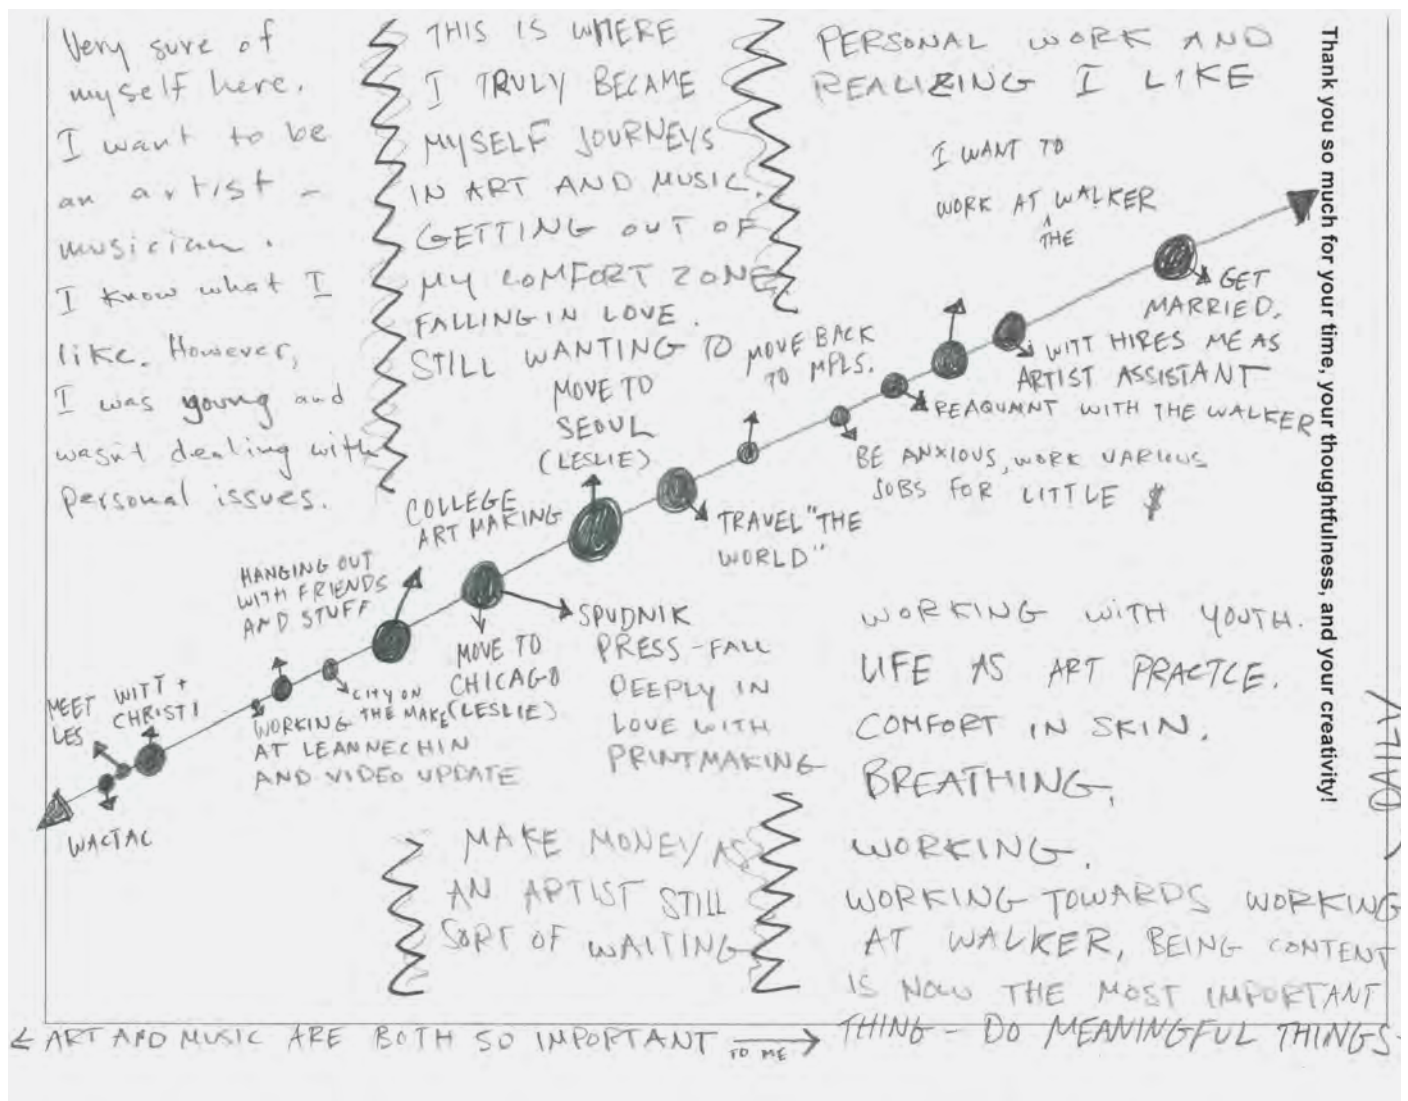 Very sure of
myself here.
I want to be
an artist -
musician.
I know what I
like. However,
I was young and
wasn't dealing with
personal issues.
THIS IS WHERE
I TRULY BECAME
MYSELF JOURNEYS
IN ART AND MUSIC.
GETTING OUT OF
MY COMFORT ZONE
FALLING IN LOVE.
STILL WANTING TO
MAKE MONEY AS
AN ARTIST STILL
SORT OF WAITING
PERSONAL WORK AND
REALIZING I LIKE
WORKING WITH YOUTH.
LIFE AS ART PRACTCE.
COMFORT IN SKIN.
BREATHING,
WORKING.
WORKING TOWARDS WORKING
AT WALKER, BEING CONTENT
IS NOW THE MOST IMPORTANT
THING - DO MEANINGFUL THINGS-
WACTAC
MEET
LES
WITT +
CHRISTI
WORKING
AT LEANNECHIN
AND VIDEO UPDATE
HANGING OUT
WITH FRIENDS
AND STUFF
CITY ON
THE MAKE
COLLEGE
ART MAKING
MOVE TO
CHICAGO
(LESLIE)
SPUDNIK
PRESS - FALL
DEEPLY IN
LOVE WITH
PRINTMAKING
MOVE TO
SEOUL
(LESLIE)
TRAVEL "THE
WORLD"
MOVE BACK
TO MPLS.
BE ANXIOUS, WORK VARIOUS
JOBS FOR LITTLE $
REAQUANT WITH THE WALKER
I WANT TO
WORK AT ^ WALKER
THE
WITT HIRES ME AS
ARTIST ASSISTANT
GET
MARRIED.
← ART AND MUSIC ARE BOTH SO IMPORTANT TO ME →
Thank you so much for your time, your thoughtfulness, and your creativity!